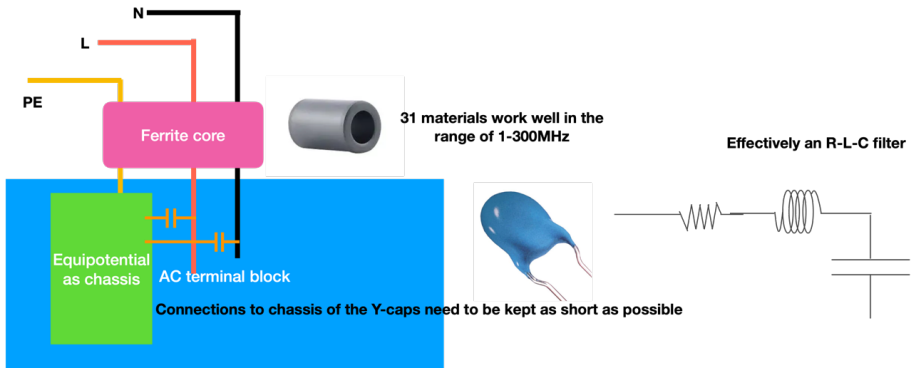 N
L
PE
Ferrite core
31 materials work well in the
range of 1-300MHz
Effectively an R-L-C filter
Equipotential
as chassis
AC terminal block
Connections to chassis of the Y-caps need to be kept as short as possible